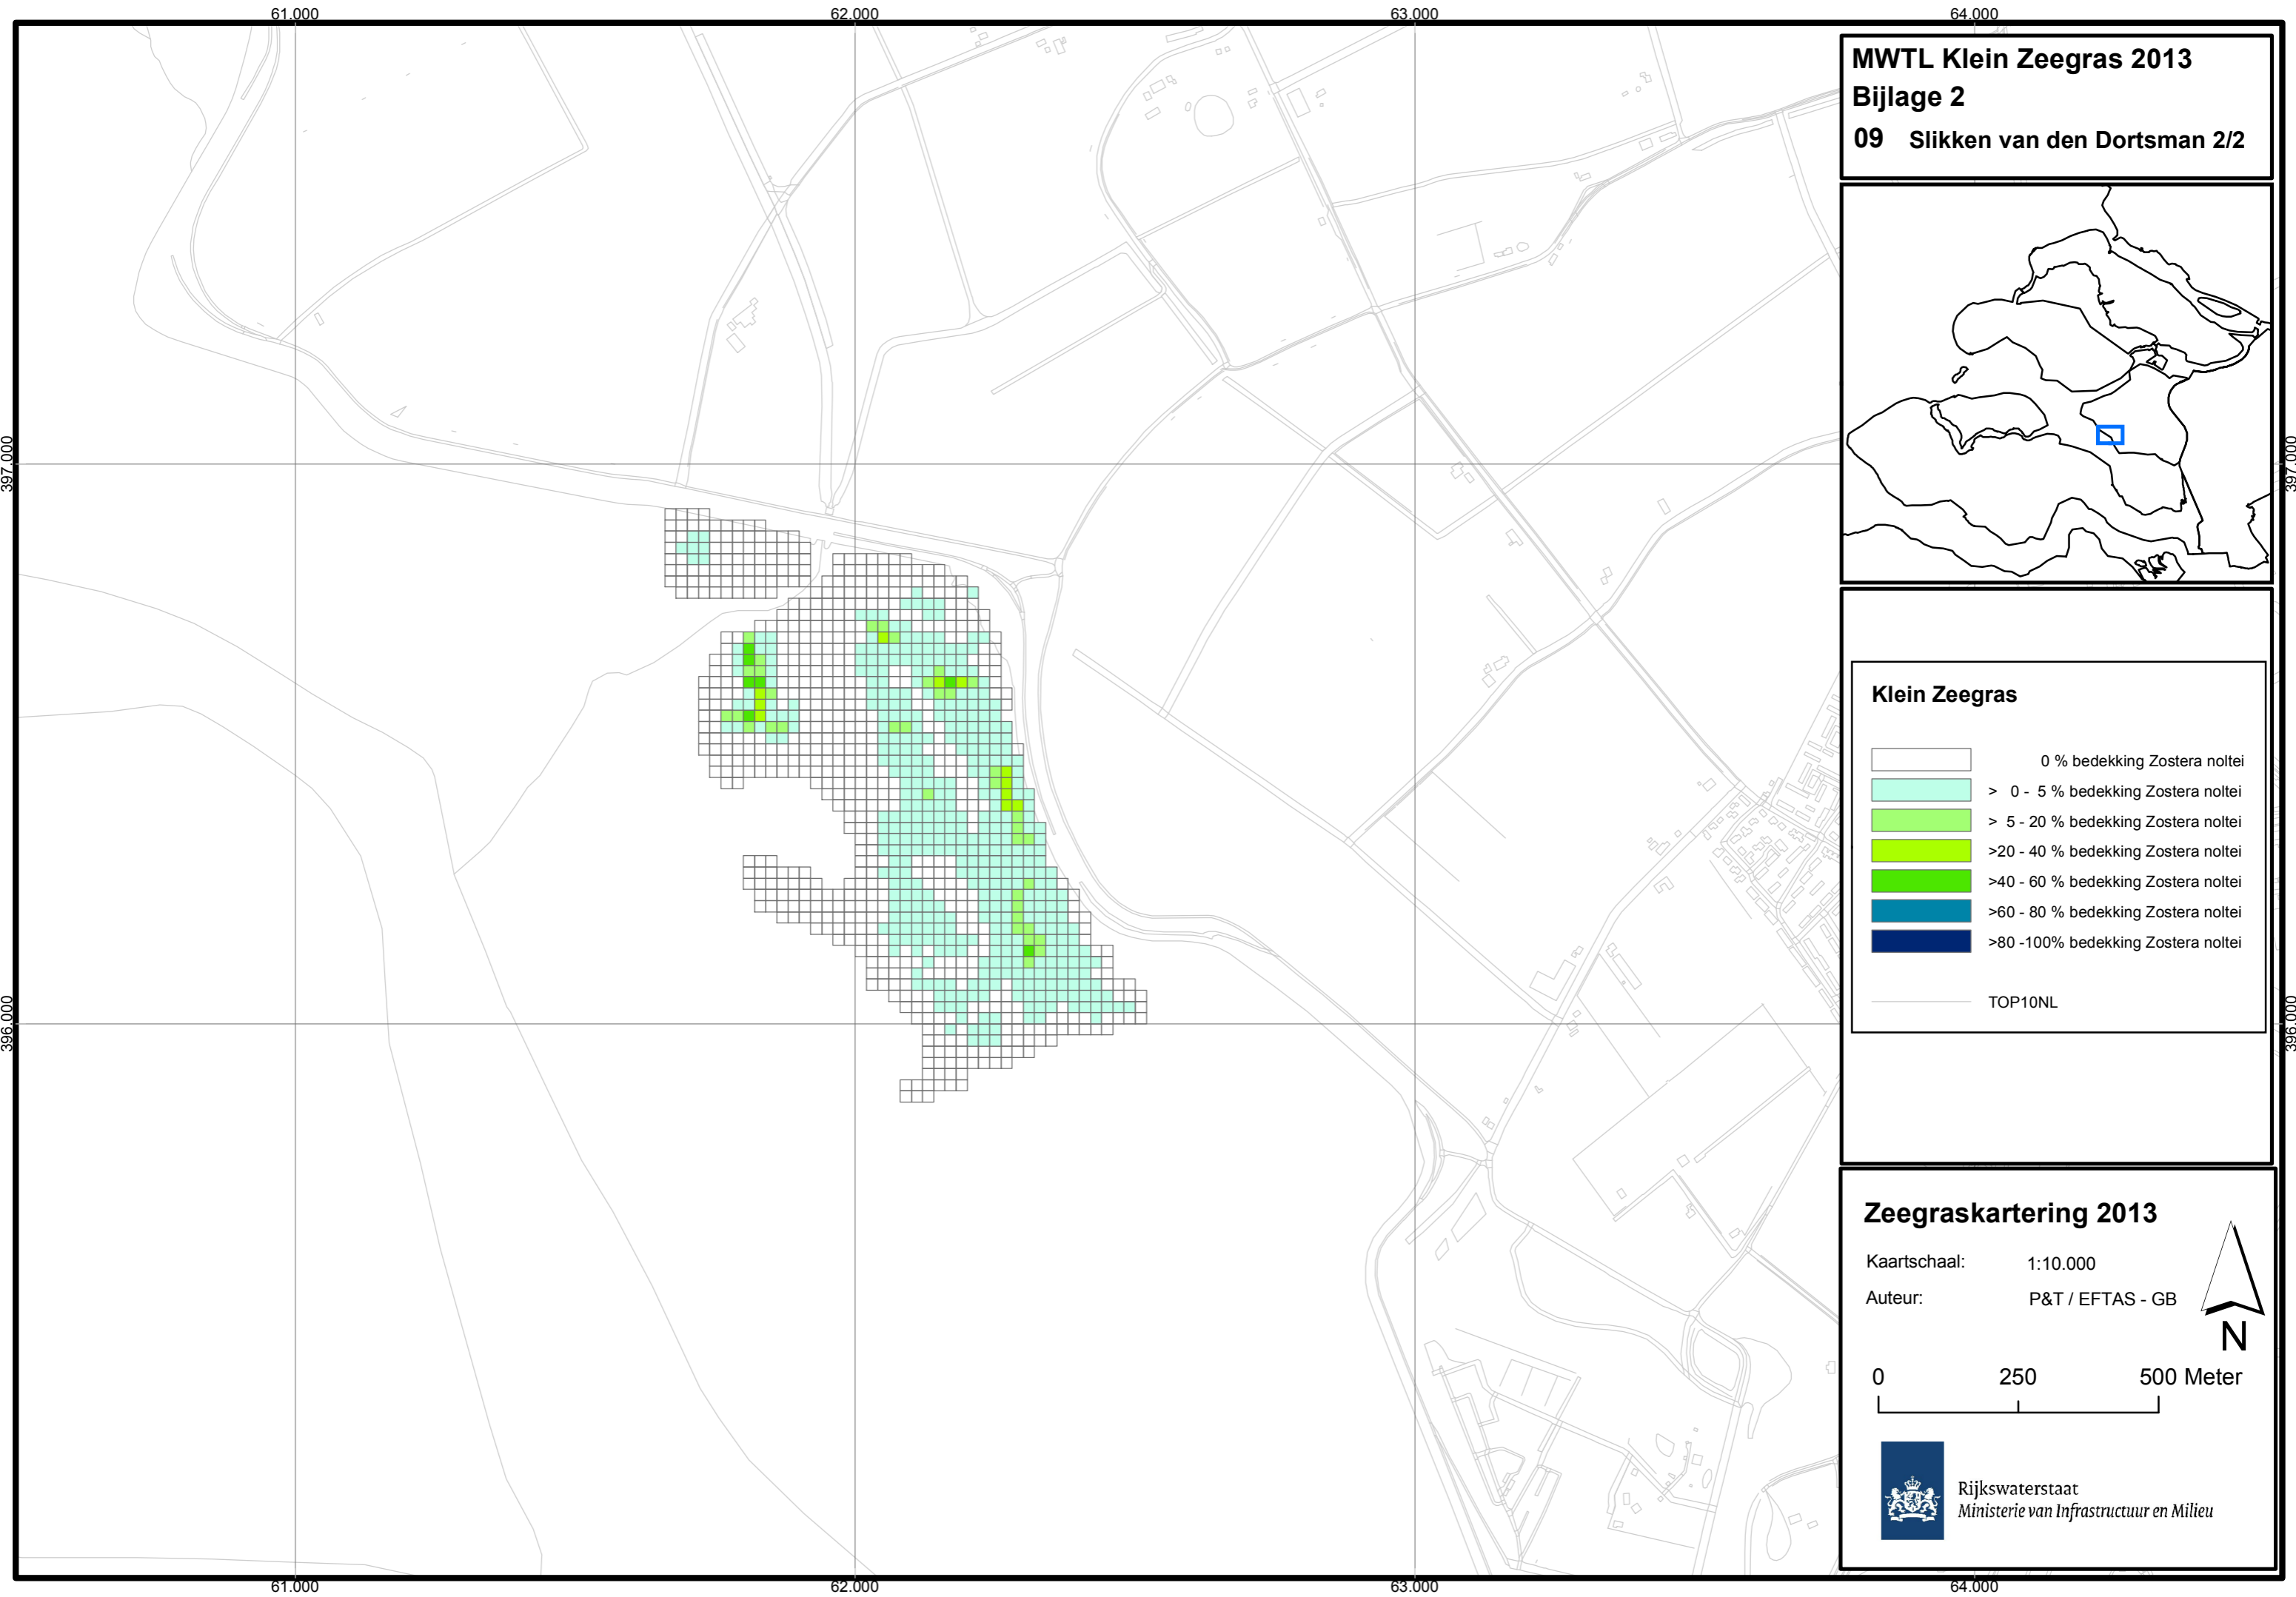 61.000 62.000 63.000 64.000
MWTL Klein Zeegras 2013
Bijlage 2
09 Slikken van den Dortsman 2/2
397.000 397.000
Klein Zeegras
0 % bedekking Zostera noltei
> 0 - 5 % bedekking Zostera noltei
> 5 - 20 % bedekking Zostera noltei
>20 - 40 % bedekking Zostera noltei
>40 - 60 % bedekking Zostera noltei
>60 - 80 % bedekking Zostera noltei
>80 -100% bedekking Zostera noltei
TOP10NL
396.000 396.000
Zeegraskartering 2013
Kaartschaal: 1:10.000
Auteur: P&T / EFTAS - GB
N
0 250 500 Meter
Rijkswaterstaat
Ministerie van Infrastructuur en Milieu
61.000 62.000 63.000 64.000